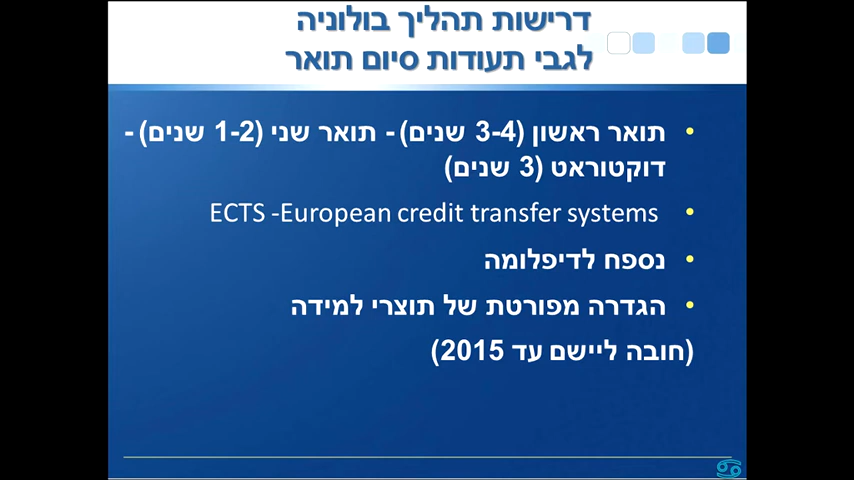 דרישות תהליך בולוניה
לגבי תעודות סיום תואר
• תואר ראשון (3-4 שנים)- תואר שני (1-2 שנים)-
דוקטוראט (3 שנים)
• ECTS -European credit transfer systems
• נספח לדיפלומה
• הגדרה מפורטת של תוצרי למידה
(חובה ליישם עד 2015)